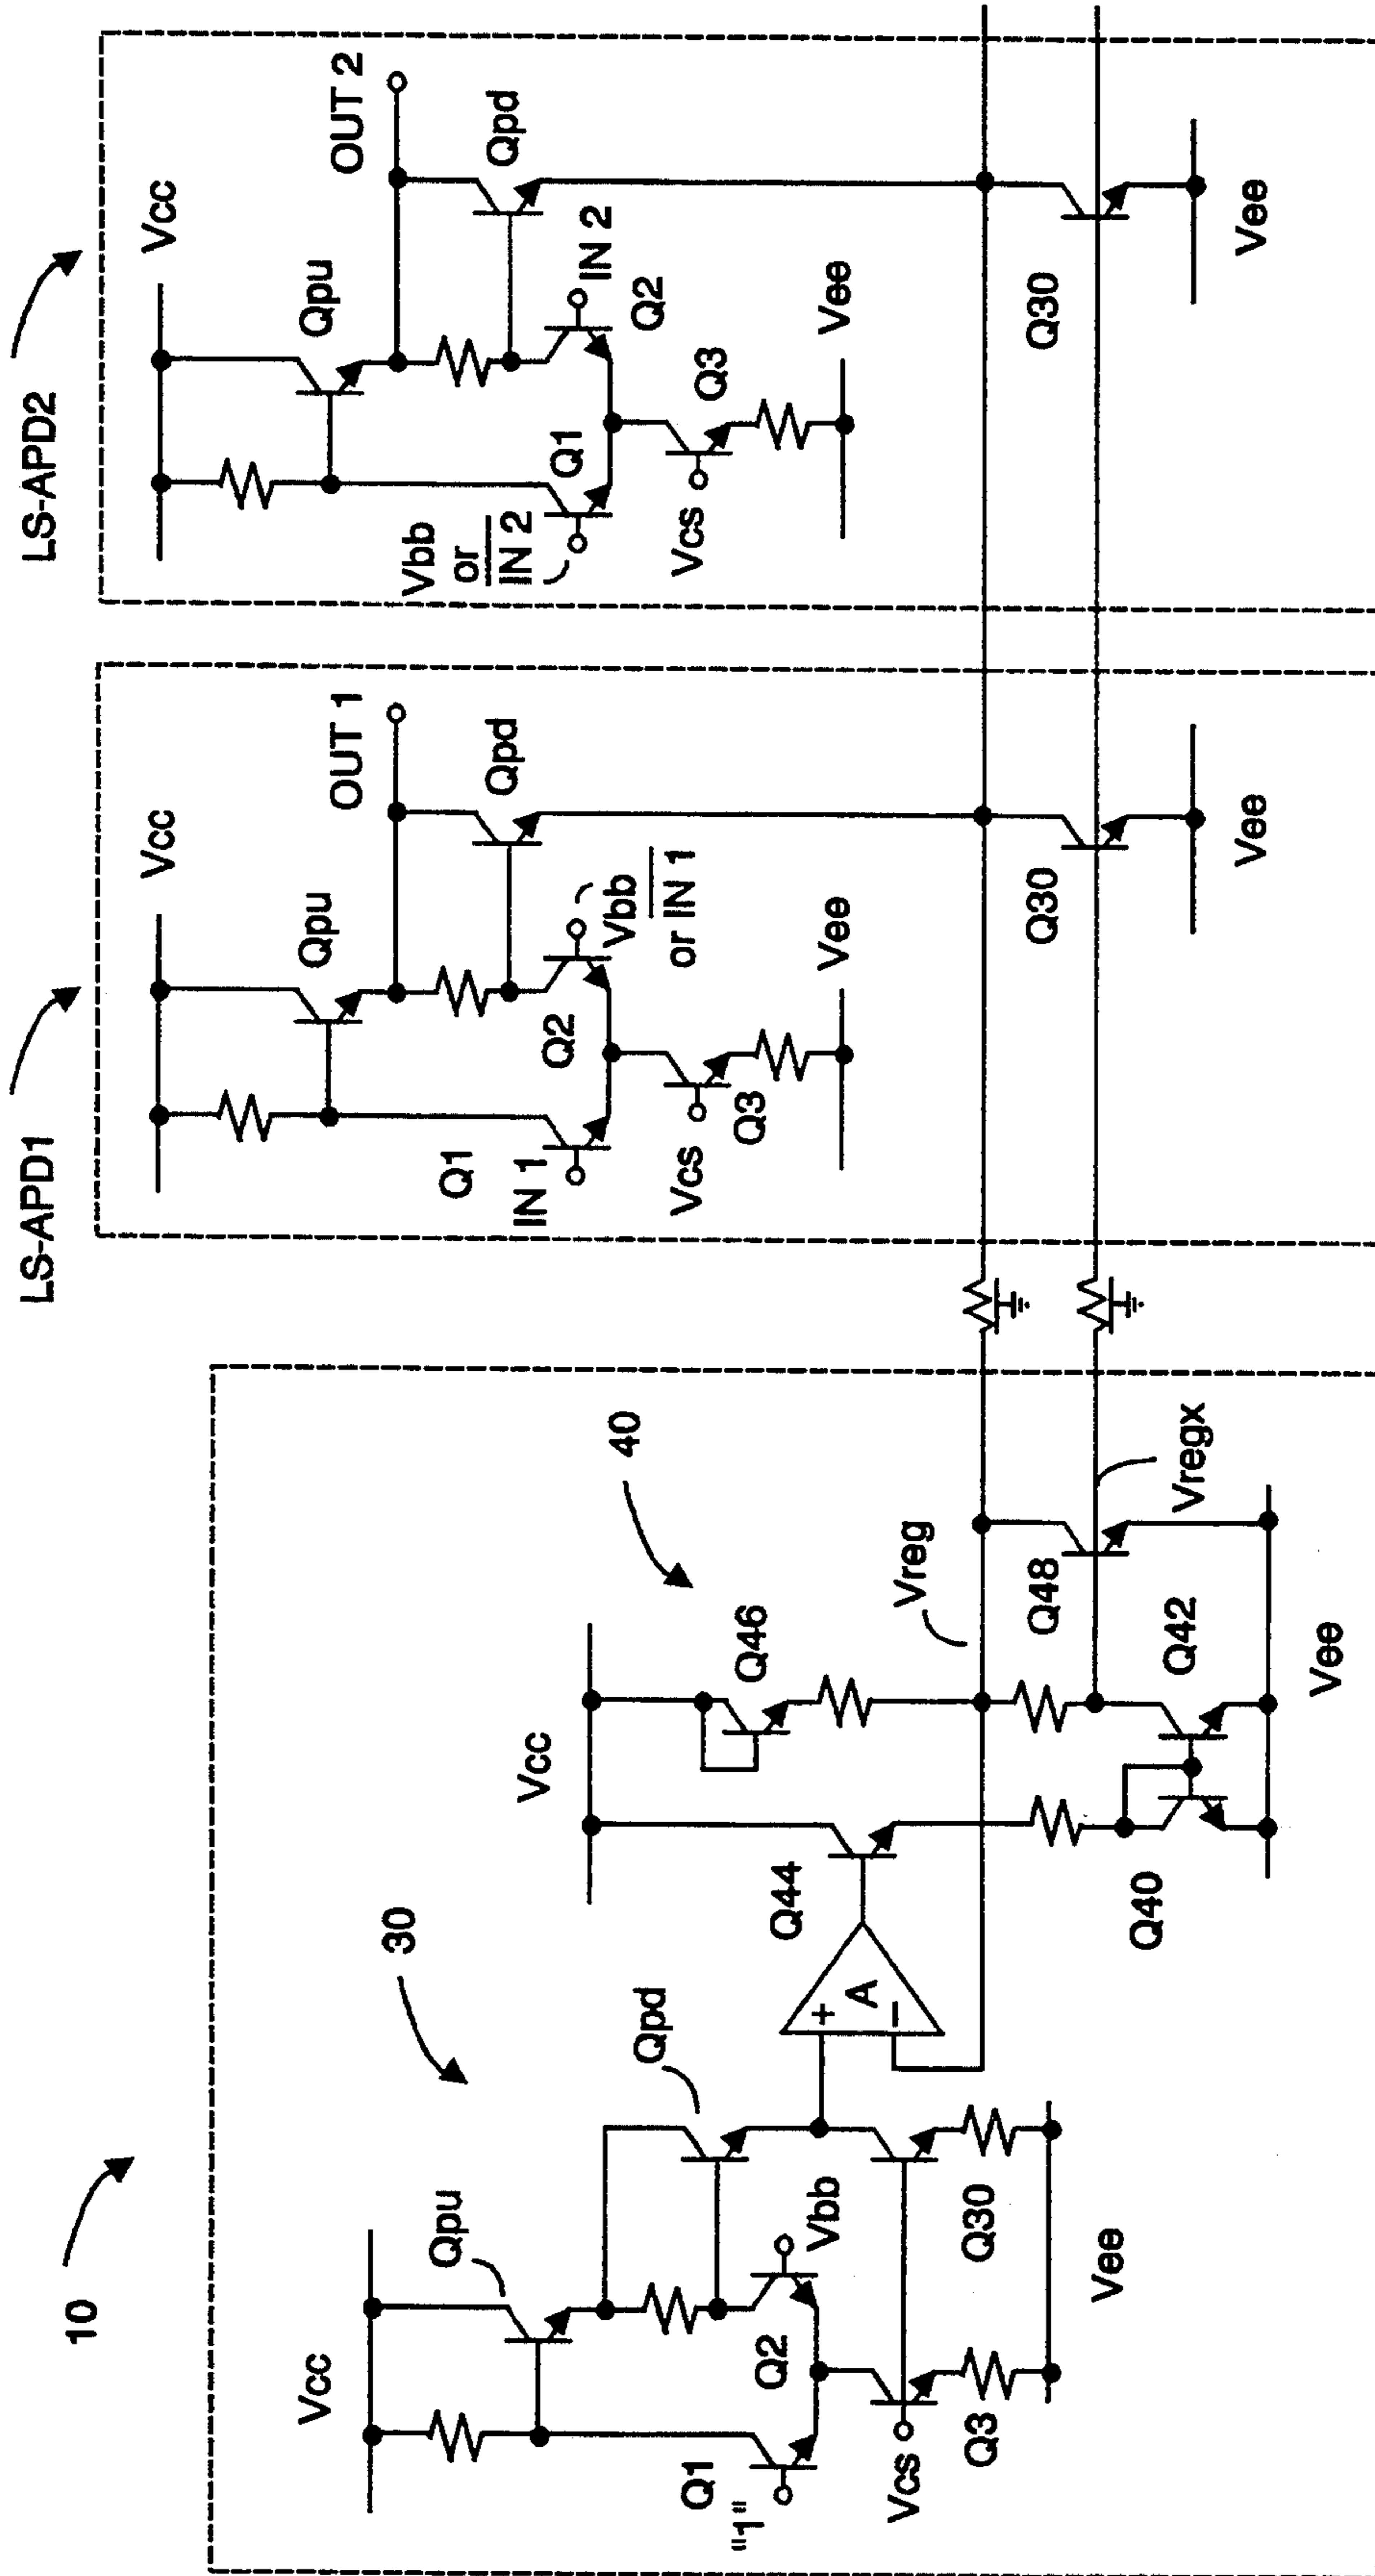 LS-APD1
LS-APD2
10
30
40
Vcc
Qpu
Qpd
Q1
"1"
Q2
Vbb
Vcs
Q3
Q30
Vee
+
A
−
Vcc
Q44
Q46
Vreg
Q48
Vregx
Q40
Q42
Vee
Vcc
Qpu
OUT 1
Qpd
Q1
IN 1
Q2
Vbb
or IN 1
Vcs
Q3
Vee
Q30
Vee
Vcc
Qpu
OUT 2
Qpd
Q1
Vbb
or
IN 2
IN 2
Q2
Vcs
Q3
Vee
Q30
Vee